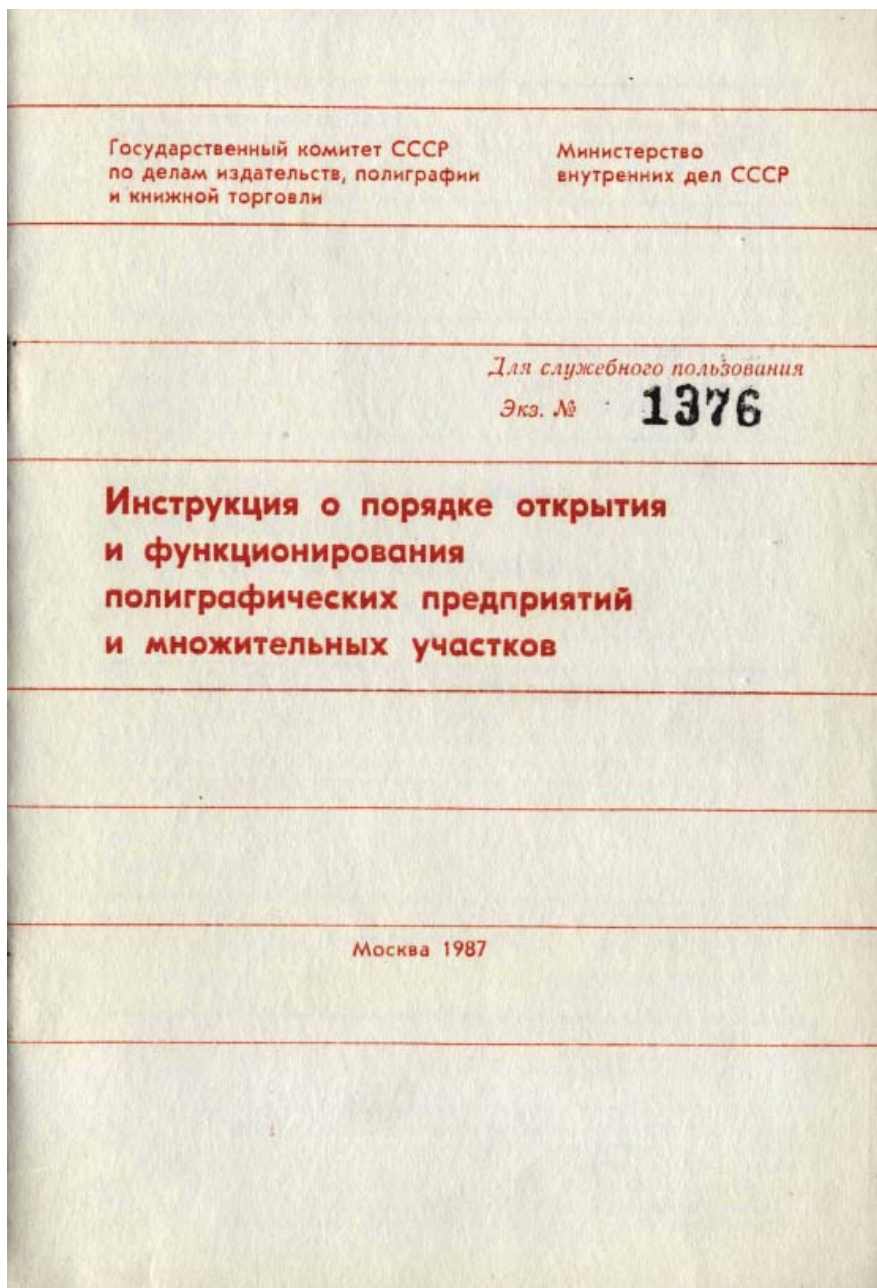 Государственный комитет СССР
по делам издательств, полиграфии
и книжной торговли
Министерство
внутренних дел СССР
Для служебного пользования
Экз. № 1376
Инструкция о порядке открытия
и функционирования
полиграфических предприятий
и множительных участков
Москва 1987